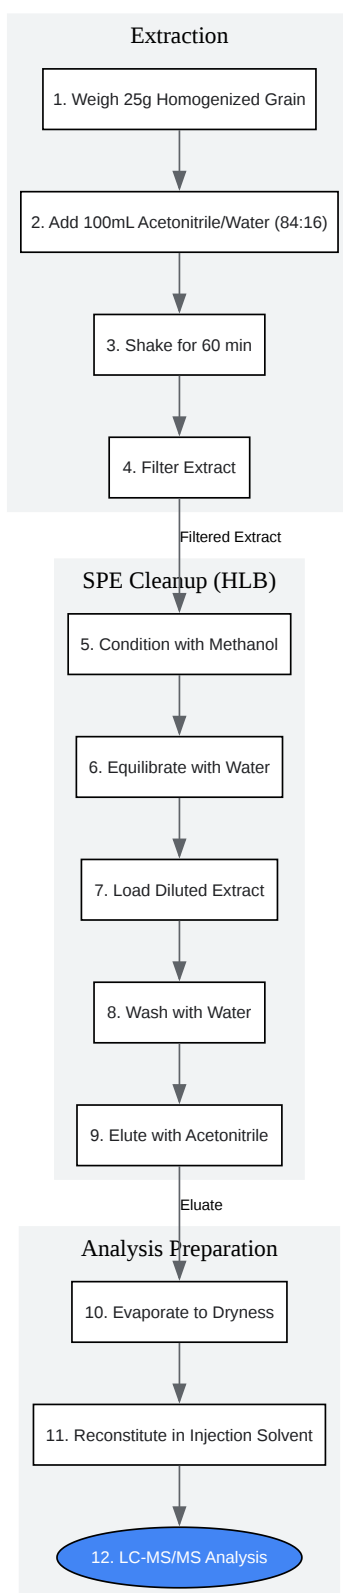 Extraction
1. Weigh 25g Homogenized Grain
2. Add 100mL Acetonitrile/Water (84:16)
3. Shake for 60 min
4. Filter Extract
Filtered Extract
SPE Cleanup (HLB)
5. Condition with Methanol
6. Equilibrate with Water
7. Load Diluted Extract
8. Wash with Water
9. Elute with Acetonitrile
Eluate
Analysis Preparation
10. Evaporate to Dryness
11. Reconstitute in Injection Solvent
12. LC-MS/MS Analysis